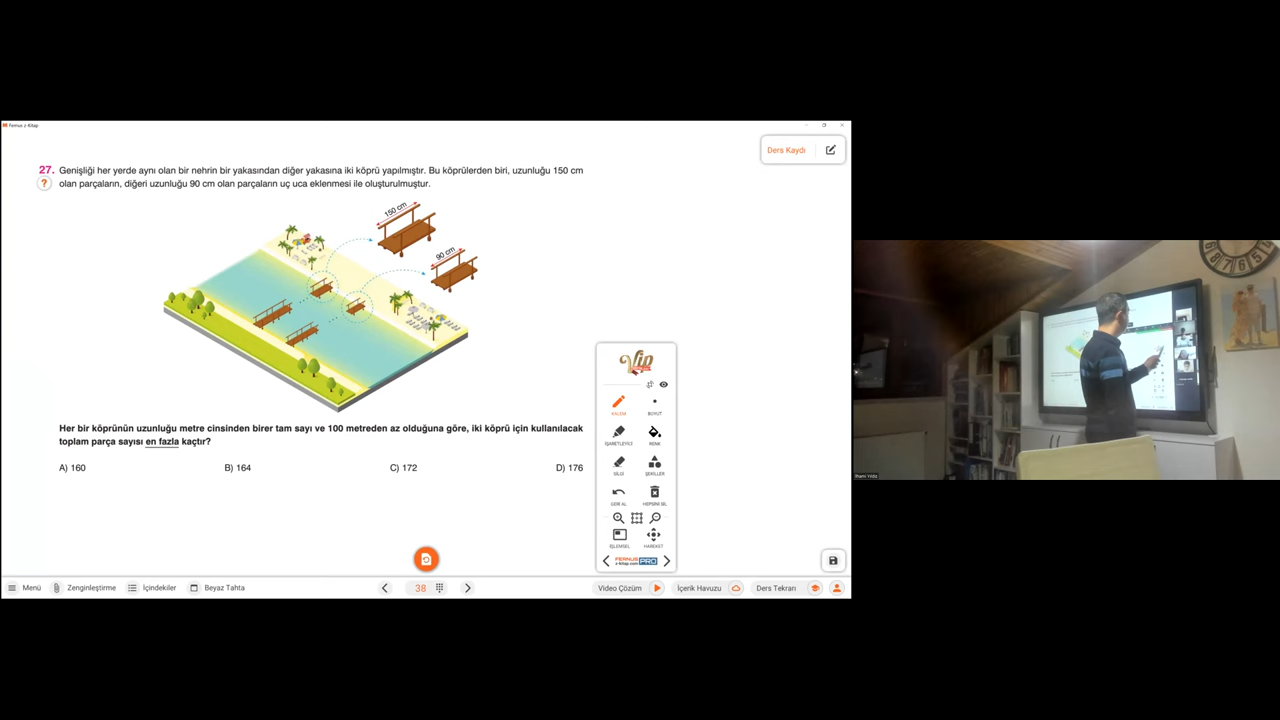 Fernus z-Kitap
Ders Kaydı
27. Genişliği her yerde aynı olan bir nehrin bir yakasından diğer yakasına iki köprü yapılmıştır. Bu köprülerden biri, uzunluğu 150 cm
? olan parçaların, diğeri uzunluğu 90 cm olan parçaların uç uca eklenmesi ile oluşturulmuştur.
150 cm
90 cm
Her bir köprünün uzunluğu metre cinsinden birer tam sayı ve 100 metreden az olduğuna göre, iki köprü için kullanılacak
toplam parça sayısı en fazla kaçtır?
A) 160 B) 164 C) 172 D) 176
Vip
KALEM BOYUT
İŞARETLEYİCİ RENK
SİLGİ ŞEKİLLER
GERİ AL HEPSİNİ SİL
İŞLEMSEL HAREKET
FERNUS z-kitap.com PRO
Menü Zenginleştirme İçindekiler Beyaz Tahta 38 Video Çözüm İçerik Havuzu Ders Tekrarı